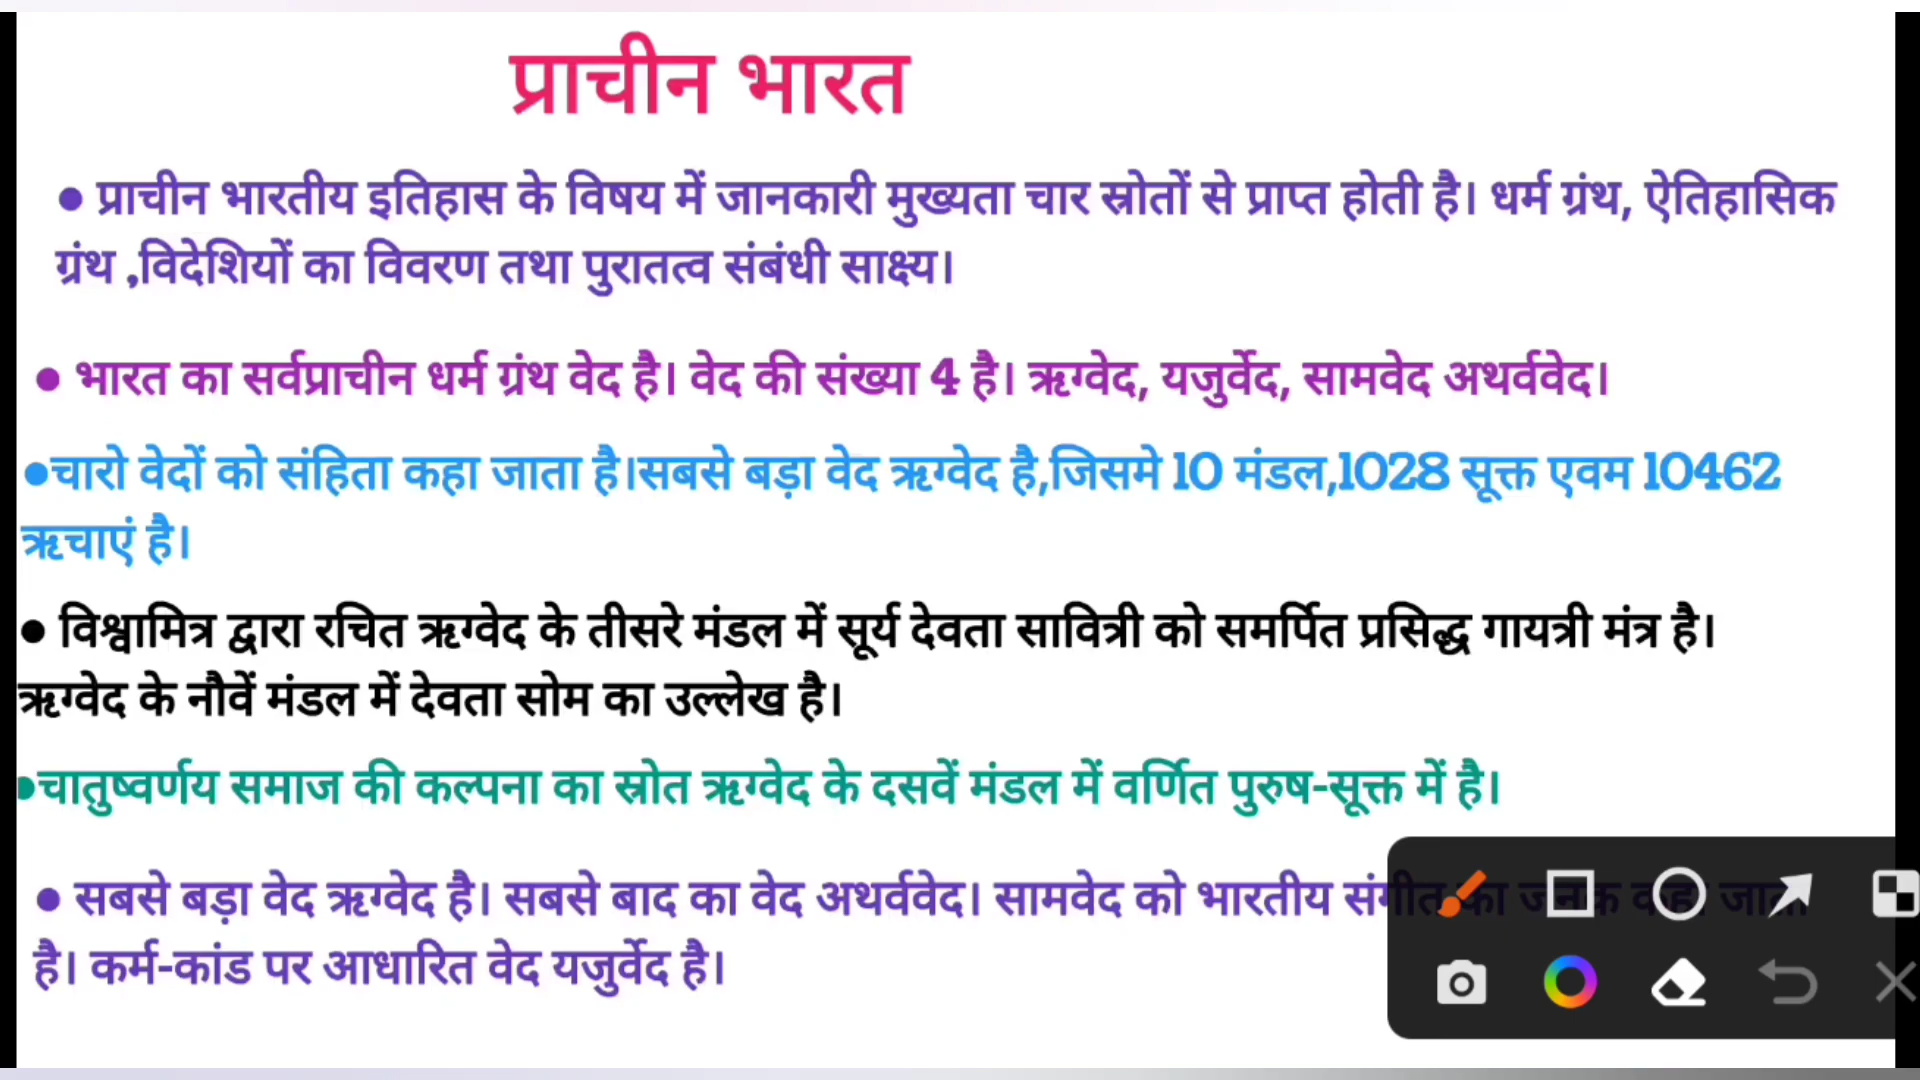 प्राचीन भारत
● प्राचीन भारतीय इतिहास के विषय में जानकारी मुख्यता चार स्रोतों से प्राप्त होती है। धर्म ग्रंथ, ऐतिहासिक
ग्रंथ ,विदेशियों का विवरण तथा पुरातत्व संबंधी साक्ष्य।
● भारत का सर्वप्राचीन धर्म ग्रंथ वेद है। वेद की संख्या 4 है। ऋग्वेद, यजुर्वेद, सामवेद अथर्ववेद।
●चारो वेदों को संहिता कहा जाता है।सबसे बड़ा वेद ऋग्वेद है,जिसमे 10 मंडल,1028 सूक्त एवम 10462
ऋचाएं है।
● विश्वामित्र द्वारा रचित ऋग्वेद के तीसरे मंडल में सूर्य देवता सावित्री को समर्पित प्रसिद्ध गायत्री मंत्र है।
ऋग्वेद के नौवें मंडल में देवता सोम का उल्लेख है।
●चातुष्वर्णय समाज की कल्पना का स्रोत ऋग्वेद के दसवें मंडल में वर्णित पुरुष-सूक्त में है।
● सबसे बड़ा वेद ऋग्वेद है। सबसे बाद का वेद अथर्ववेद। सामवेद को भारतीय संगीत का जनक कहा जाता
है। कर्म-कांड पर आधारित वेद यजुर्वेद है।